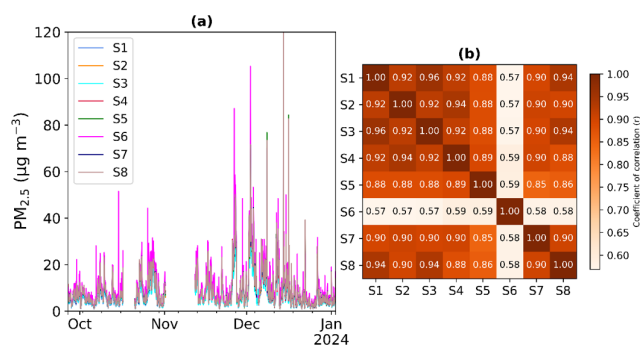 (a)
120
100
80
60
40
20
0
PM2.5 (μg m−3)
S1
S2
S3
S4
S5
S6
S7
S8
Oct
Nov
Dec
Jan
2024
(b)
S1 1.00 0.92 0.96 0.92 0.88 0.57 0.90 0.94
S2 0.92 1.00 0.92 0.94 0.88 0.57 0.90 0.90
S3 0.96 0.92 1.00 0.92 0.88 0.57 0.90 0.94
S4 0.92 0.94 0.92 1.00 0.89 0.59 0.90 0.88
S5 0.88 0.88 0.88 0.89 1.00 0.59 0.85 0.86
S6 0.57 0.57 0.57 0.59 0.59 1.00 0.58 0.58
S7 0.90 0.90 0.90 0.90 0.85 0.58 1.00 0.90
S8 0.94 0.90 0.94 0.88 0.86 0.58 0.90 1.00
S1 S2 S3 S4 S5 S6 S7 S8
1.00
0.95
0.90
0.85
0.80
0.75
0.70
0.65
0.60
Coefficient of correlation (r)